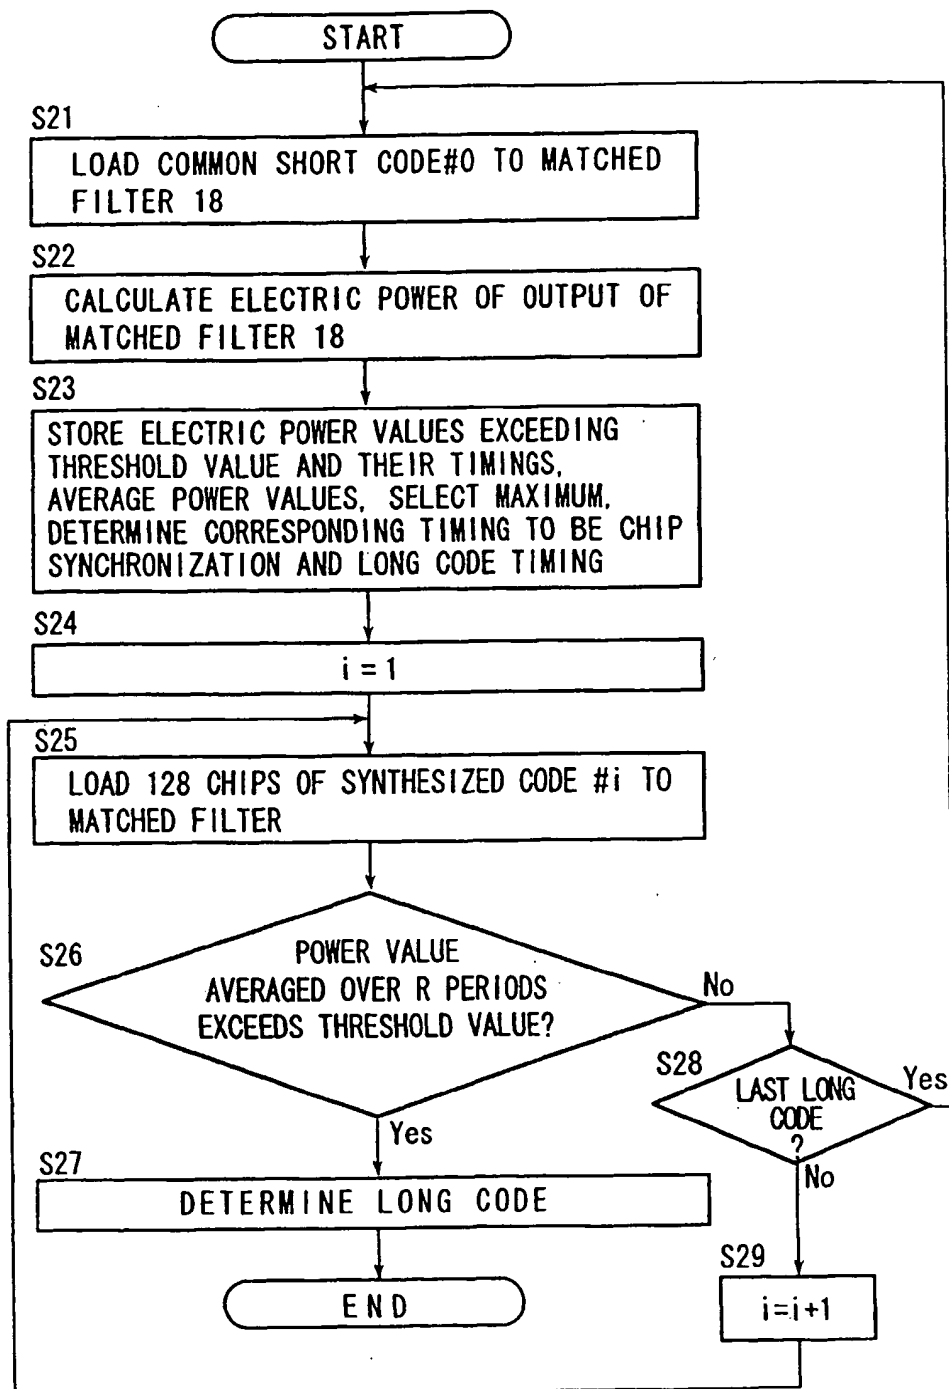 START
S21
LOAD COMMON SHORT CODE#0 TO MATCHED
FILTER 18
S22
CALCULATE ELECTRIC POWER OF OUTPUT OF
MATCHED FILTER 18
S23
STORE ELECTRIC POWER VALUES EXCEEDING
THRESHOLD VALUE AND THEIR TIMINGS,
AVERAGE POWER VALUES, SELECT MAXIMUM,
DETERMINE CORRESPONDING TIMING TO BE CHIP
SYNCHRONIZATION AND LONG CODE TIMING
S24
i = 1
S25
LOAD 128 CHIPS OF SYNTHESIZED CODE #i TO
MATCHED FILTER
S26
POWER VALUE
AVERAGED OVER R PERIODS
EXCEEDS THRESHOLD VALUE?
No
Yes
S28
LAST LONG
CODE
?
Yes
No
S27
DETERMINE LONG CODE
S29
i=i+1
END